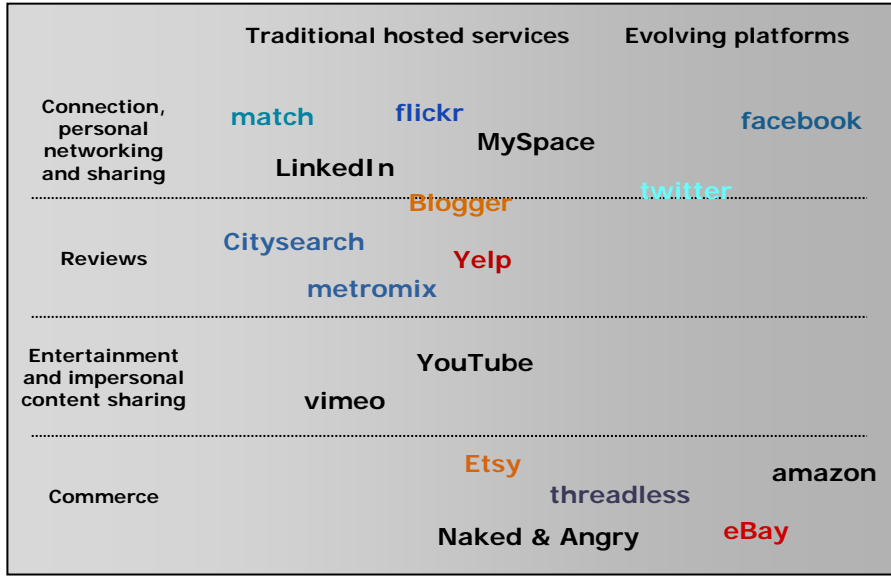 Traditional hosted services Evolving platforms
Connection,
personal
networking
and sharing
match flickr facebook
MySpace
LinkedIn
twitter
Blogger
Reviews
Citysearch
Yelp
metromix
Entertainment
and impersonal
content sharing
YouTube
vimeo
Commerce
Etsy
amazon
threadless
Naked & Angry eBay